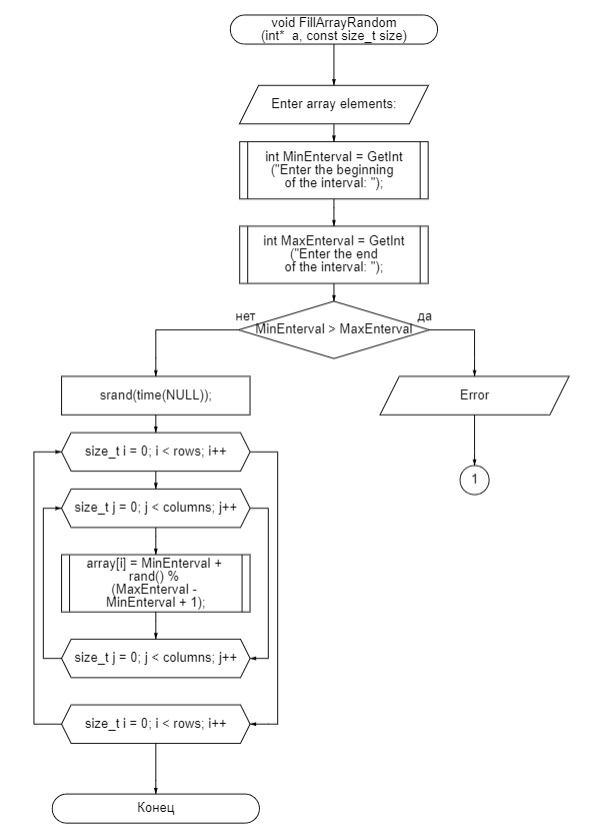 void FillArrayRandom
(int*  a, const size_t size)
Enter array elements:
int MinEnterval = GetInt
("Enter the beginning
of the interval: ");
int MaxEnterval = GetInt
("Enter the end
of the interval: ");
нет
MinEnterval > MaxEnterval
да
srand(time(NULL));
Error
size_t i = 0; i < rows; i++
1
size_t j = 0; j < columns; j++
array[i] = MinEnterval +
rand() %
(MaxEnterval -
MinEnterval + 1);
size_t j = 0; j < columns; j++
size_t i = 0; i < rows; i++
Конец